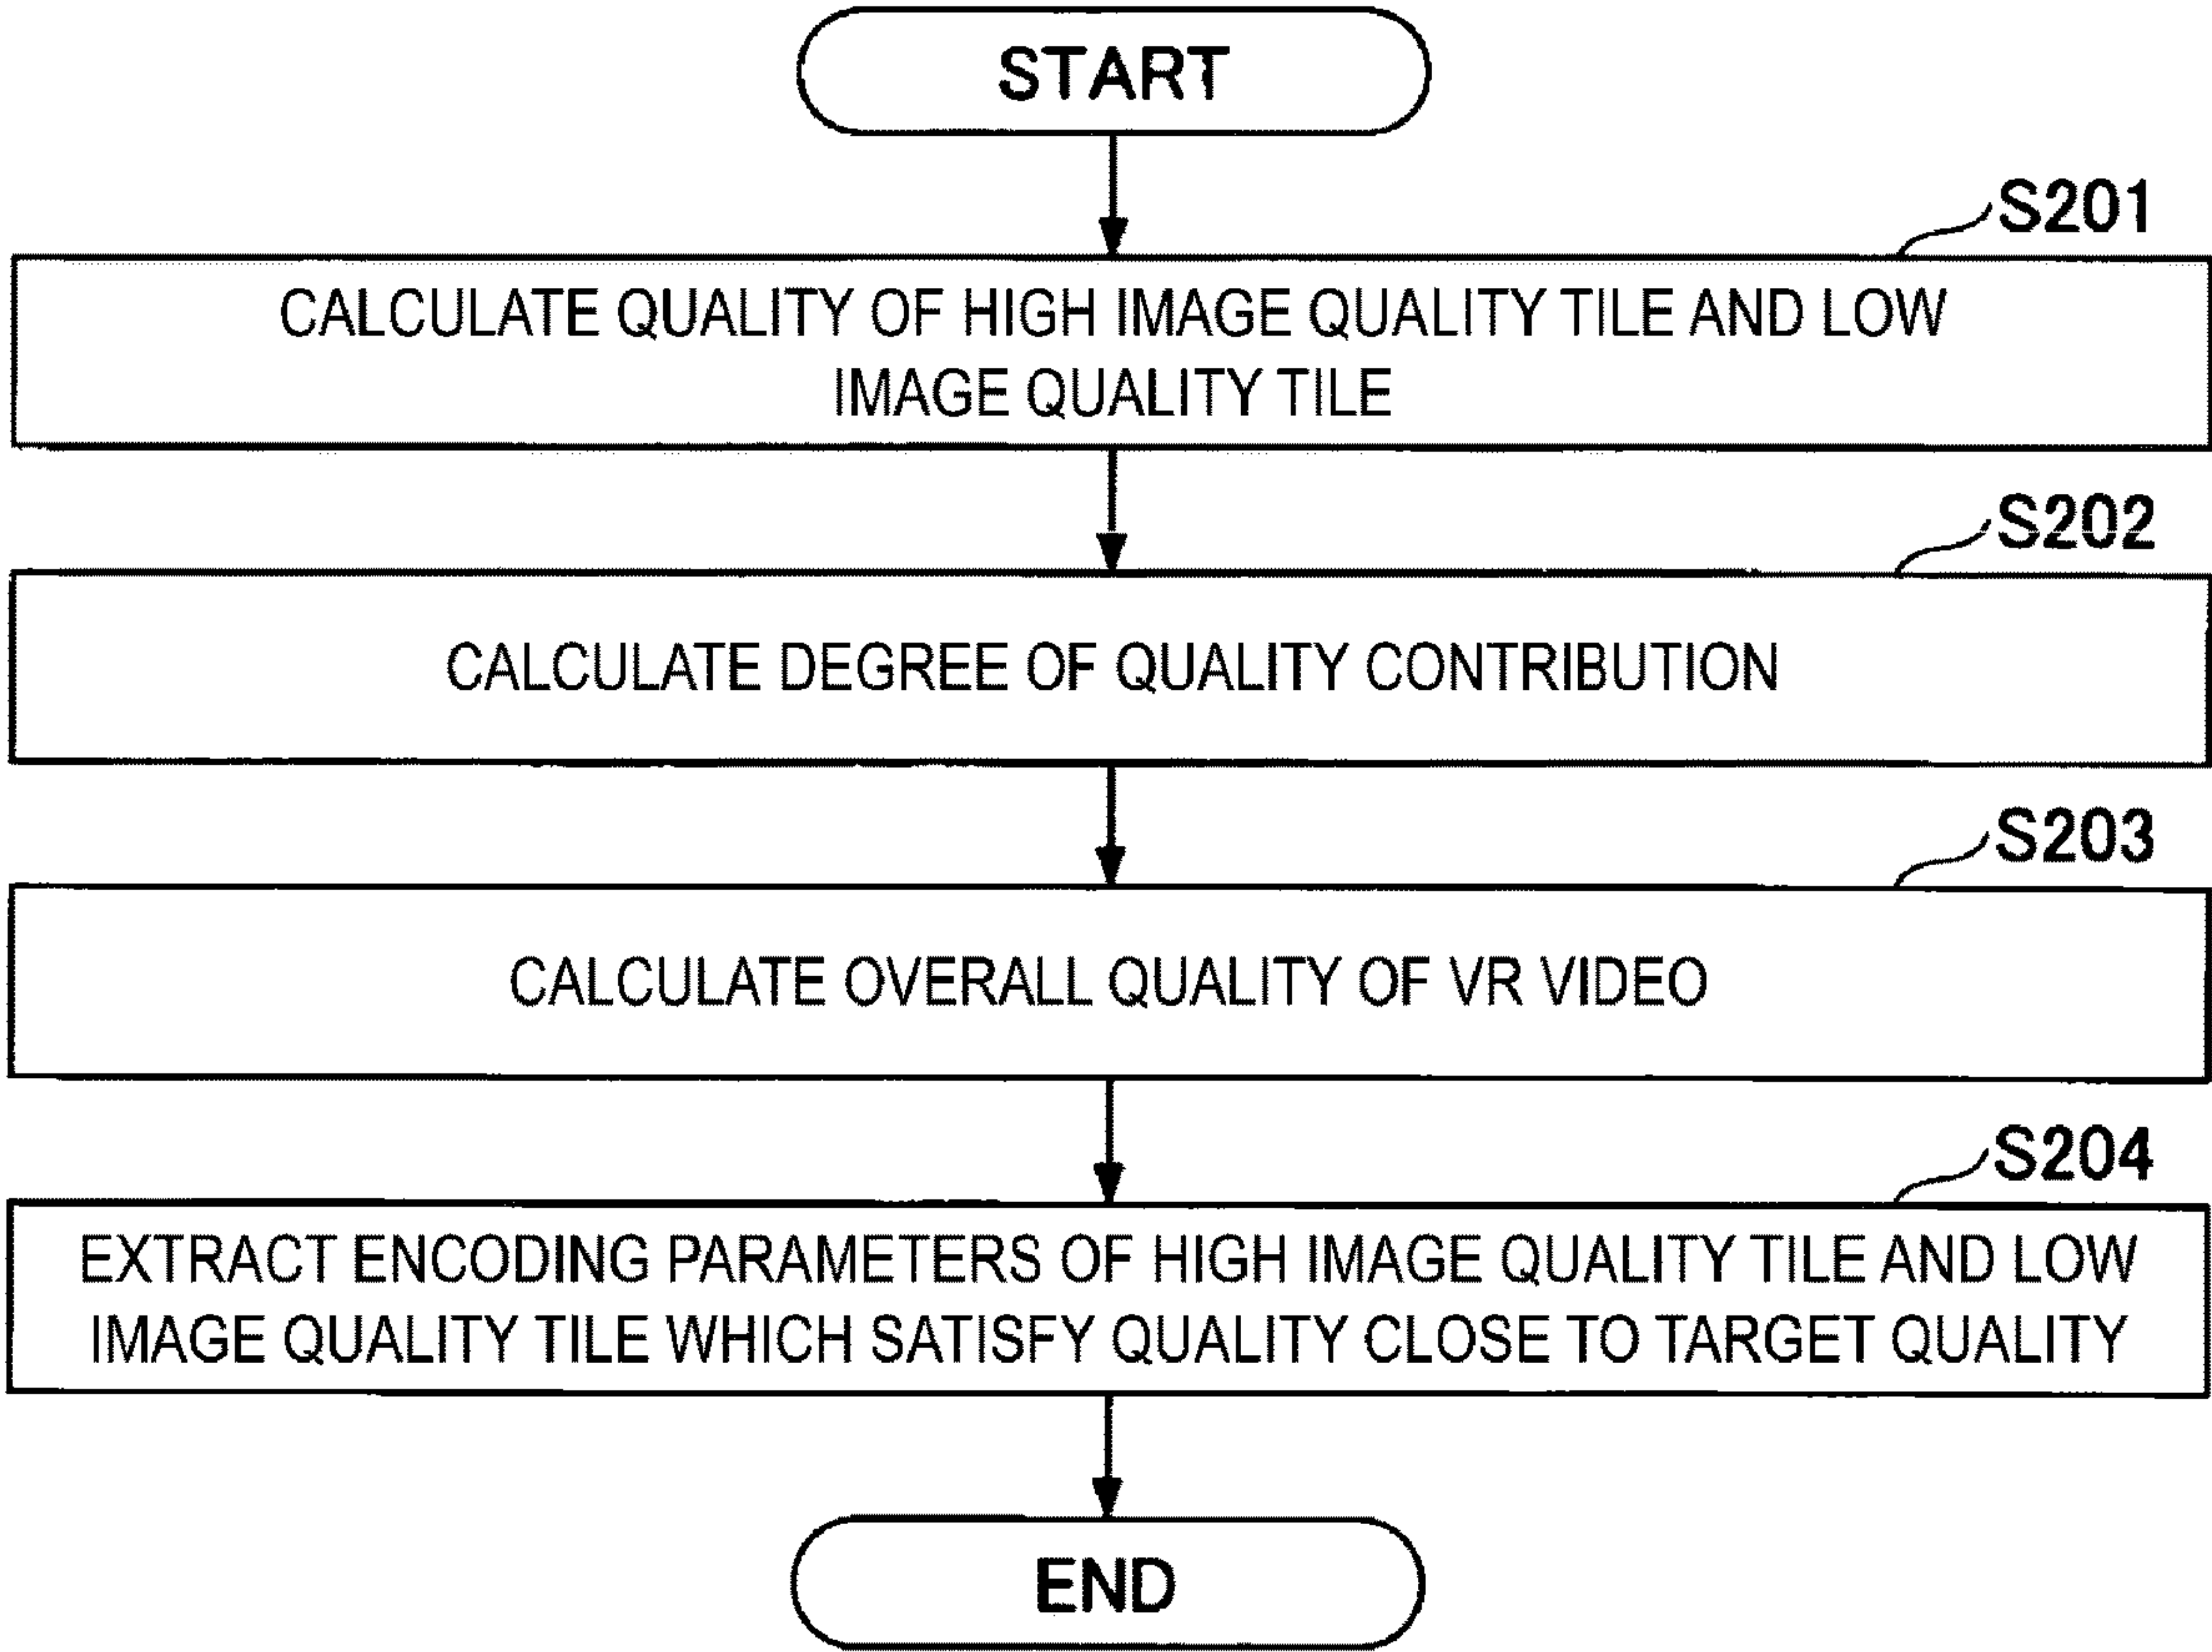 START
S201
CALCULATE QUALITY OF HIGH IMAGE QUALITY TILE AND LOW
IMAGE QUALITY TILE
S202
CALCULATE DEGREE OF QUALITY CONTRIBUTION
S203
CALCULATE OVERALL QUALITY OF VR VIDEO
S204
EXTRACT ENCODING PARAMETERS OF HIGH IMAGE QUALITY TILE AND LOW
IMAGE QUALITY TILE WHICH SATISFY QUALITY CLOSE TO TARGET QUALITY
END